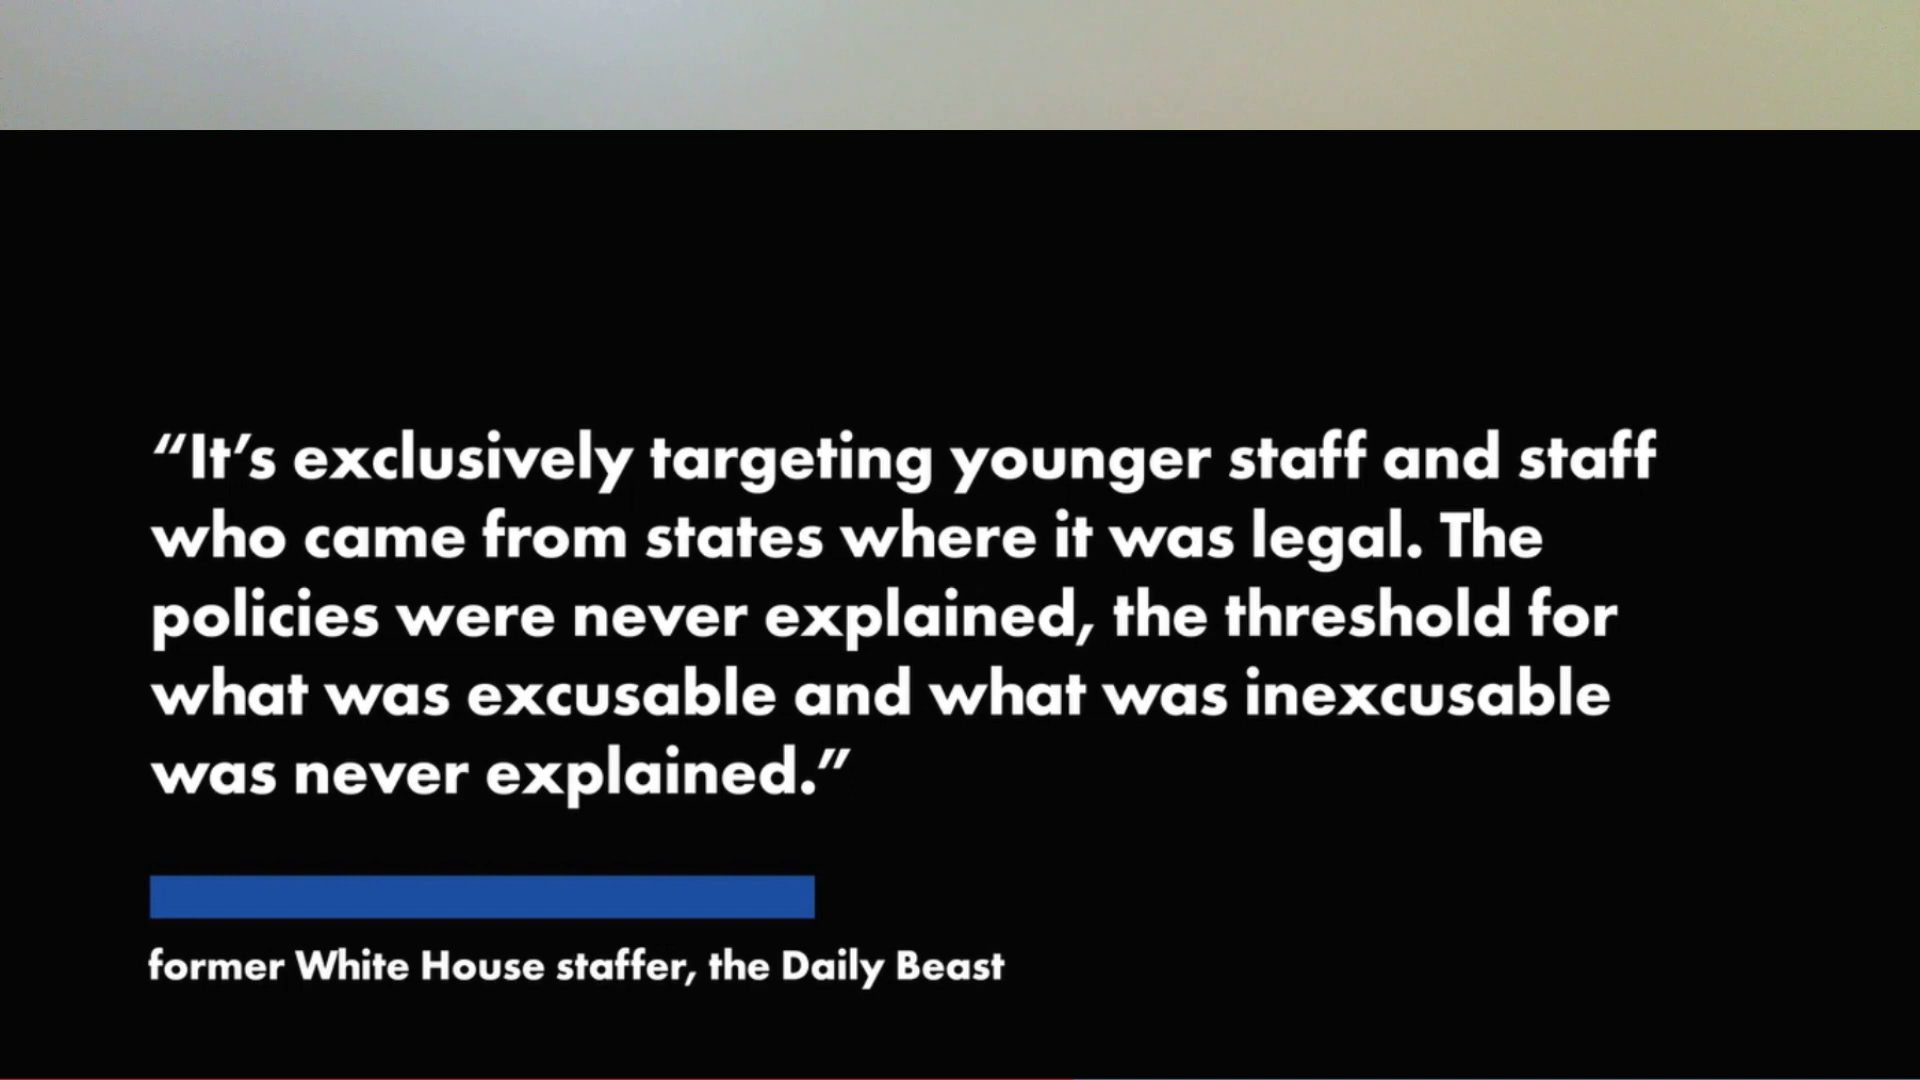 “It’s exclusively targeting younger staff and staff
who came from states where it was legal. The
policies were never explained, the threshold for
what was excusable and what was inexcusable
was never explained.”
former White House staffer, the Daily Beast